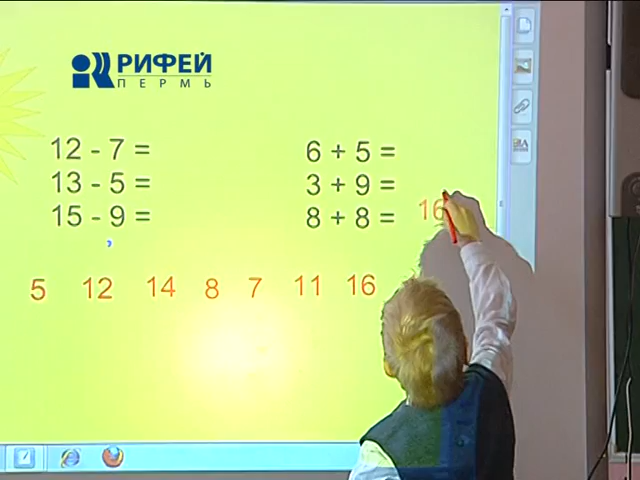 РИФЕЙ
ПЕРМЬ
12 - 7 =
13 - 5 =
15 - 9 =
6 + 5 =
3 + 9 =
8 + 8 = 16
5 12 14 8 7 11 16